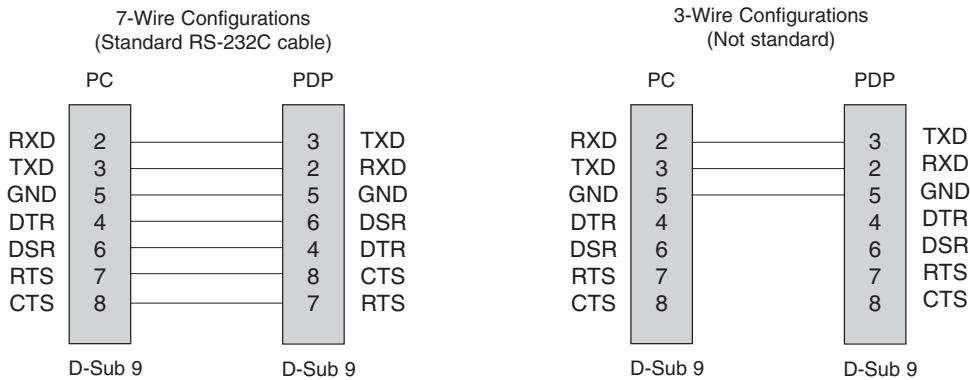 7-Wire Configurations
(Standard RS-232C cable)
PC PDP
RXD 2 3 TXD
TXD 3 2 RXD
GND 5 5 GND
DTR 4 6 DSR
DSR 6 4 DTR
RTS 7 8 CTS
CTS 8 7 RTS
D-Sub 9 D-Sub 9
3-Wire Configurations
(Not standard)
PC PDP
RXD 2 3 TXD
TXD 3 2 RXD
GND 5 5 GND
DTR 4 4 DTR
DSR 6 6 DSR
RTS 7 7 RTS
CTS 8 8 CTS
D-Sub 9 D-Sub 9